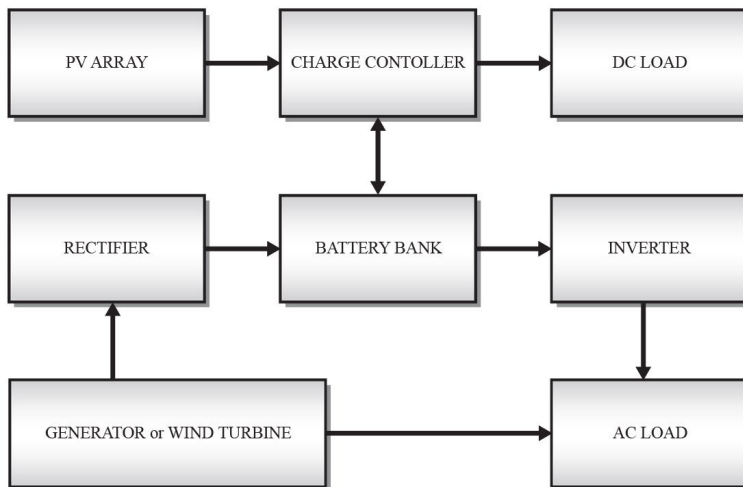 PV ARRAY
CHARGE CONTOLLER
DC LOAD
RECTIFIER
BATTERY BANK
INVERTER
GENERATOR or WIND TURBINE
AC LOAD